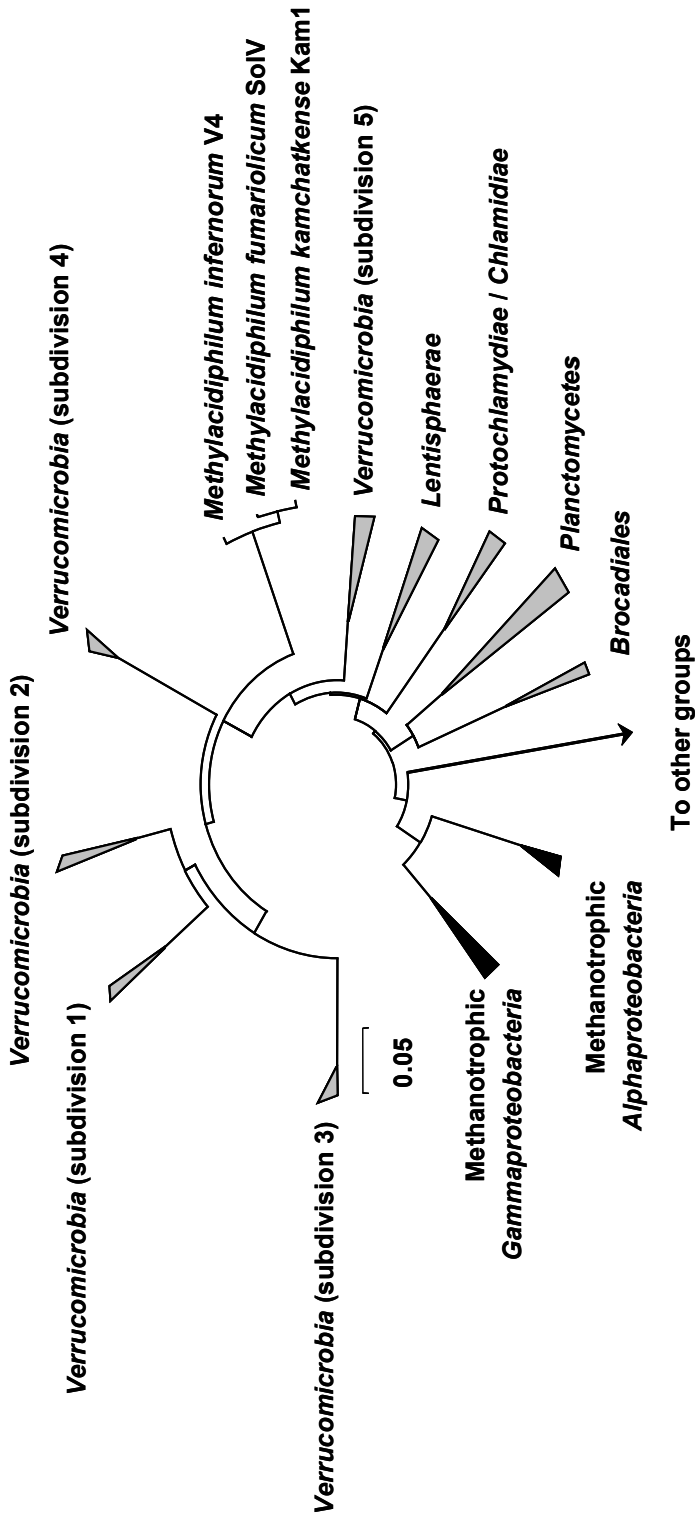 Verrucomicrobia (subdivision 3)
Verrucomicrobia (subdivision 1)
Verrucomicrobia (subdivision 2)
Verrucomicrobia (subdivision 4)
Methylacidiphilum infernorum V4
Methylacidiphilum fumariolicum SolV
Methylacidiphilum kamchatkense Kam1
Verrucomicrobia (subdivision 5)
Lentisphaerae
Protochlamydiae / Chlamidiae
Planctomycetes
Brocadiales
To other groups
Methanotrophic
Alphaproteobacteria
Methanotrophic
Gammaproteobacteria
0.05